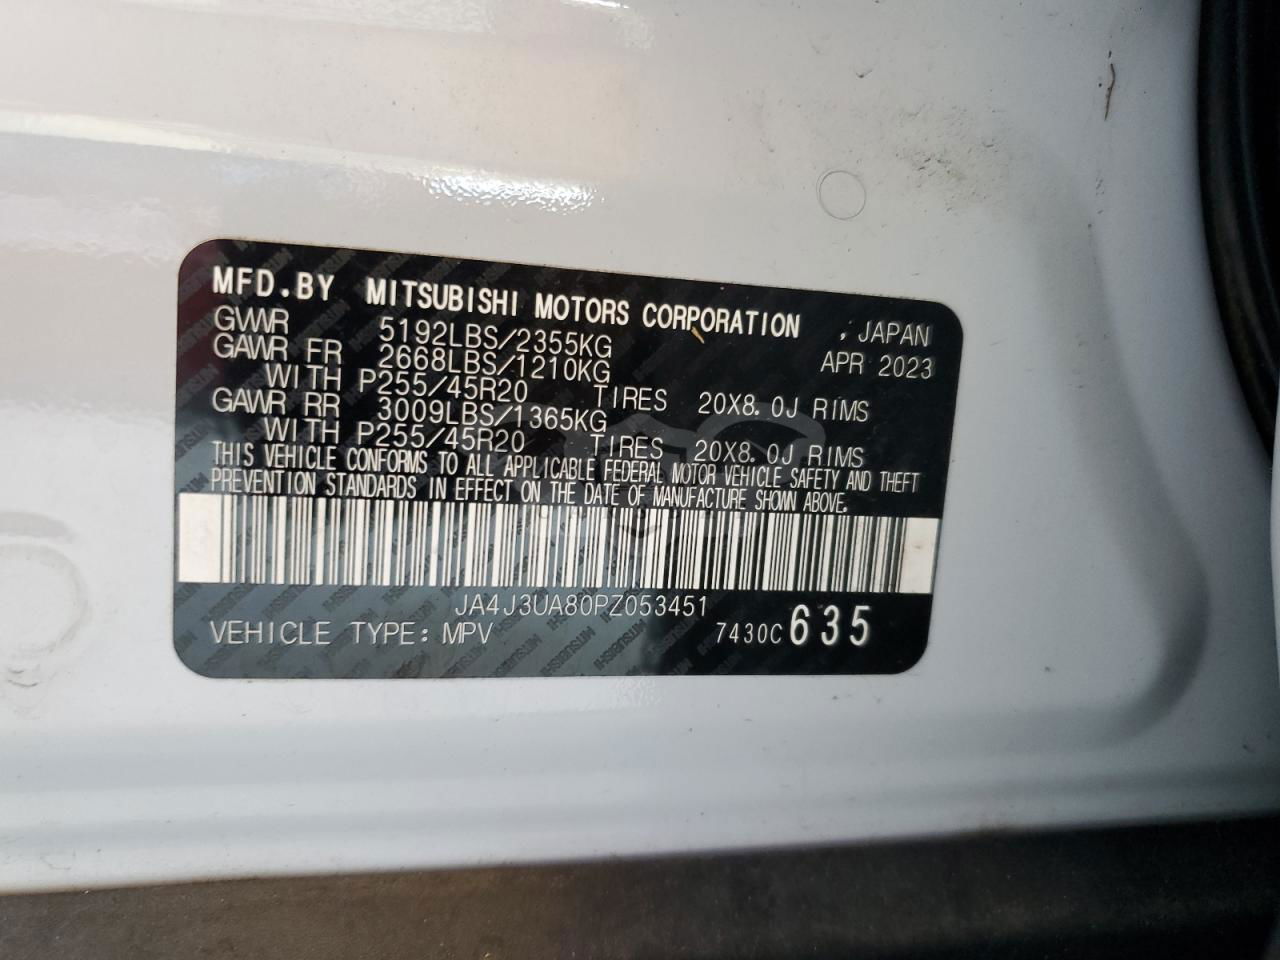 MFD.BY MITSUBISHI MOTORS CORPORATION , JAPAN
GVWR 5192LBS/2355KG APR 2023
GAWR FR 2668LBS/1210KG
WITH P255/45R20 TIRES 20X8.0J RIMS
GAWR RR 3009LBS/1365KG
WITH P255/45R20 TIRES 20X8.0J RIMS
THIS VEHICLE CONFORMS TO ALL APPLICABLE FEDERAL MOTOR VEHICLE SAFETY AND THEFT
PREVENTION STANDARDS IN EFFECT ON THE DATE OF MANUFACTURE SHOWN ABOVE.
JA4J3UA80PZ053451
VEHICLE TYPE: MPV 7430C 635